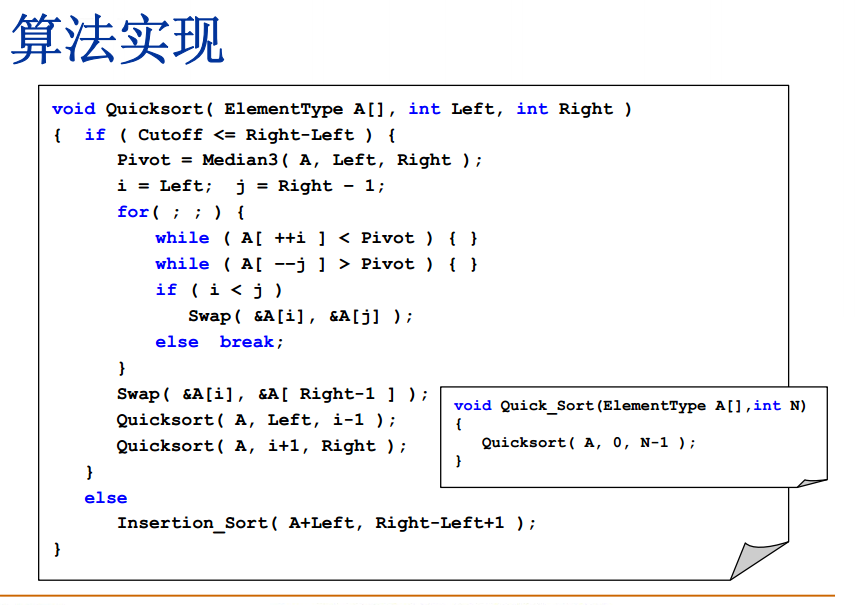 算法实现
void Quicksort( ElementType A[], int Left, int Right )
{  if ( Cutoff <= Right-Left ) {
      Pivot = Median3( A, Left, Right );
      i = Left;  j = Right – 1;
      for( ; ; ) {
         while ( A[ ++i ] < Pivot ) { }
         while ( A[ ––j ] > Pivot ) { }
         if ( i < j )
            Swap( &A[i], &A[j] );
         else  break;
      }
      Swap( &A[i], &A[ Right-1 ] );
      Quicksort( A, Left, i-1 );
      Quicksort( A, i+1, Right );
   }
   else
      Insertion_Sort( A+Left, Right-Left+1 );
}
void Quick_Sort(ElementType A[],int N)
{
   Quicksort( A, 0, N-1 );
}